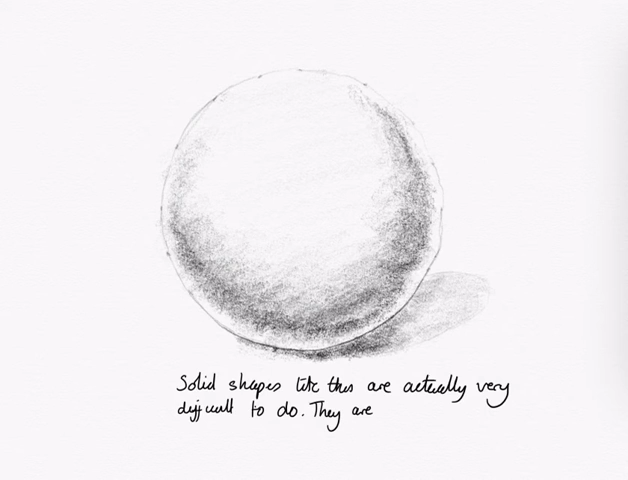 Solid shapes like this are actually very
difficult to do. They are